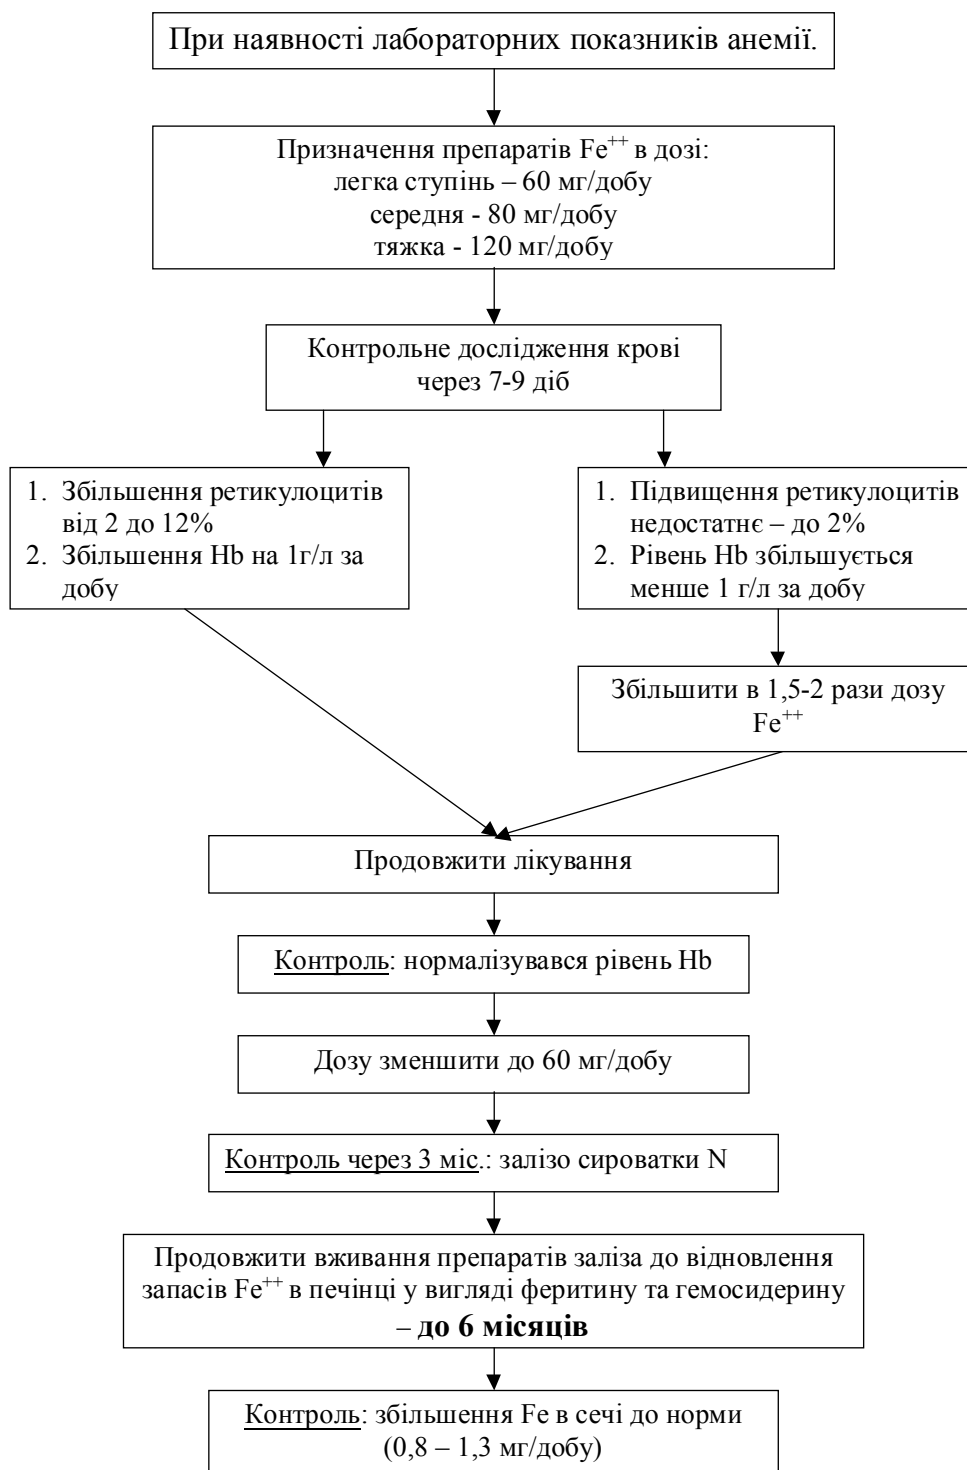 При наявності лабораторних показників анемії.
Призначення препаратів Fe⁺⁺ в дозі:
легка ступінь – 60 мг/добу
середня - 80 мг/добу
тяжка - 120 мг/добу
Контрольне дослідження крові
через 7-9 діб
1. Збільшення ретикулоцитів
від 2 до 12%
2. Збільшення Hb на 1г/л за
добу
1. Підвищення ретикулоцитів
недостатнє – до 2%
2. Рівень Hb збільшується
менше 1 г/л за добу
Збільшити в 1,5-2 рази дозу
Fe⁺⁺
Продовжити лікування
Контроль: нормалізувався рівень Hb
Дозу зменшити до 60 мг/добу
Контроль через 3 міс.: залізо сироватки N
Продовжити вживання препаратів заліза до відновлення
запасів Fe⁺⁺ в печінці у вигляді феритину та гемосидерину
– до 6 місяців
Контроль: збільшення Fe в сечі до норми
(0,8 – 1,3 мг/добу)